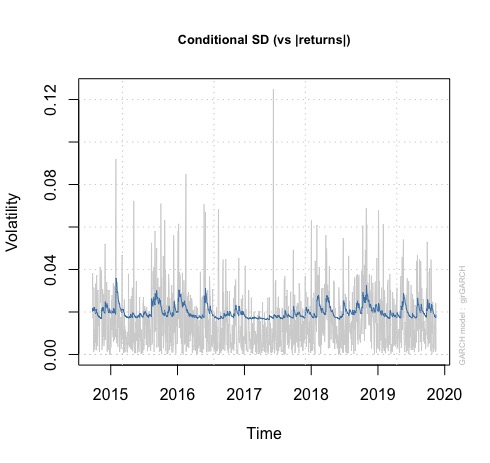 Conditional SD (vs |returns|)
0.12
0.08
0.04
0.00
Volatility
2015 2016 2017 2018 2019 2020
Time
GARCH model : gjrGARCH